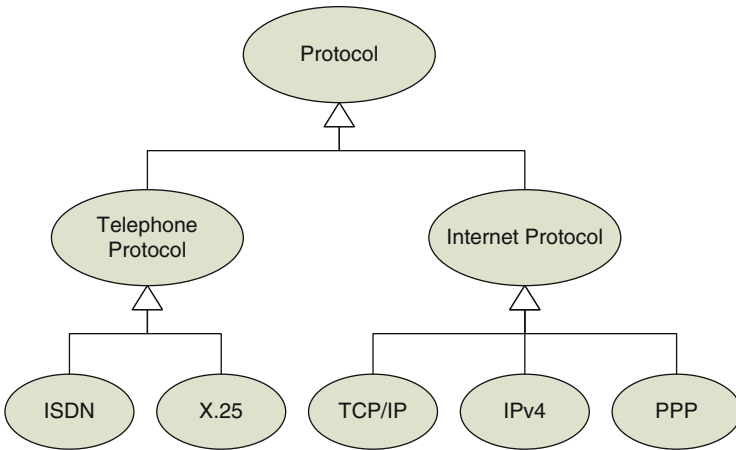 Protocol
Telephone
Protocol
Internet Protocol
ISDN
X.25
TCP/IP
IPv4
PPP